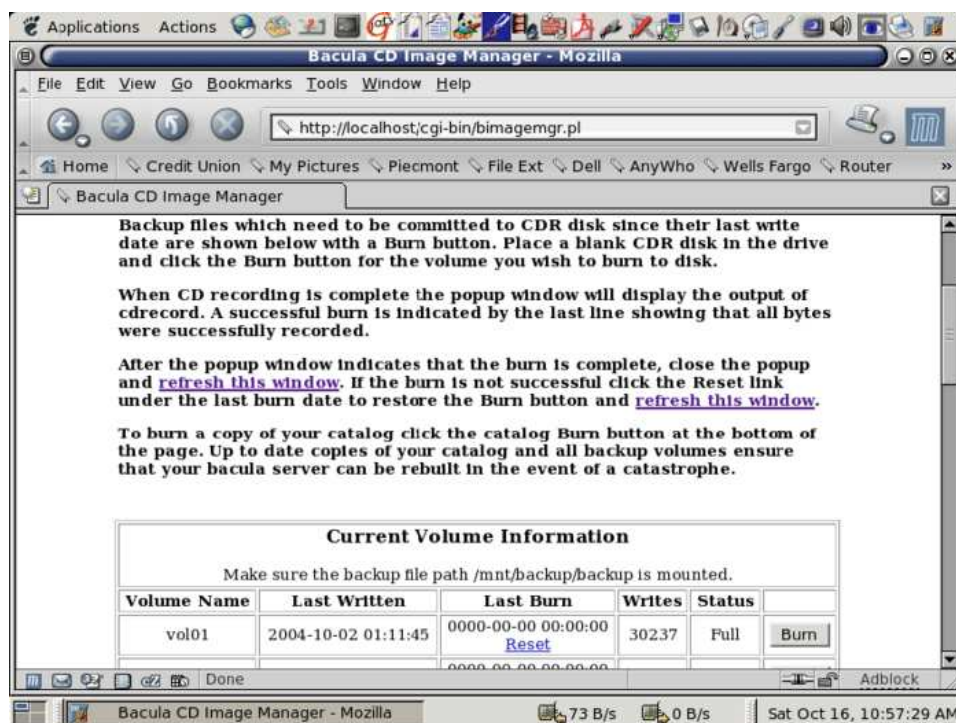 Applications Actions
Bacula CD Image Manager - Mozilla
File Edit View Go Bookmarks Tools Window Help
http://localhost/cgi-bin/bimagemgr.pl
Home Credit Union My Pictures Piecmont File Ext Dell AnyWho Wells Fargo Router »
Bacula CD Image Manager
Backup files which need to be committed to CDR disk since their last write
date are shown below with a Burn button. Place a blank CDR disk in the drive
and click the Burn button for the volume you wish to burn to disk.
When CD recording is complete the popup window will display the output of
cdrecord. A successful burn is indicated by the last line showing that all bytes
were successfully recorded.
After the popup window indicates that the burn is complete, close the popup
and refresh this window. If the burn is not successful click the Reset link
under the last burn date to restore the Burn button and refresh this window.
To burn a copy of your catalog click the catalog Burn button at the bottom of
the page. Up to date copies of your catalog and all backup volumes ensure
that your bacula server can be rebuilt in the event of a catastrophe.
Current Volume Information
Make sure the backup file path /mnt/backup/backup is mounted.
Volume Name Last Written Last Burn Writes Status
vol01 2004-10-02 01:11:45 0000-00-00 00:00:00 Reset 30237 Full Burn
0000-00-00 00:00:00
Done Adblock
Bacula CD Image Manager - Mozilla 73 B/s 0 B/s Sat Oct 16, 10:57:29 AM